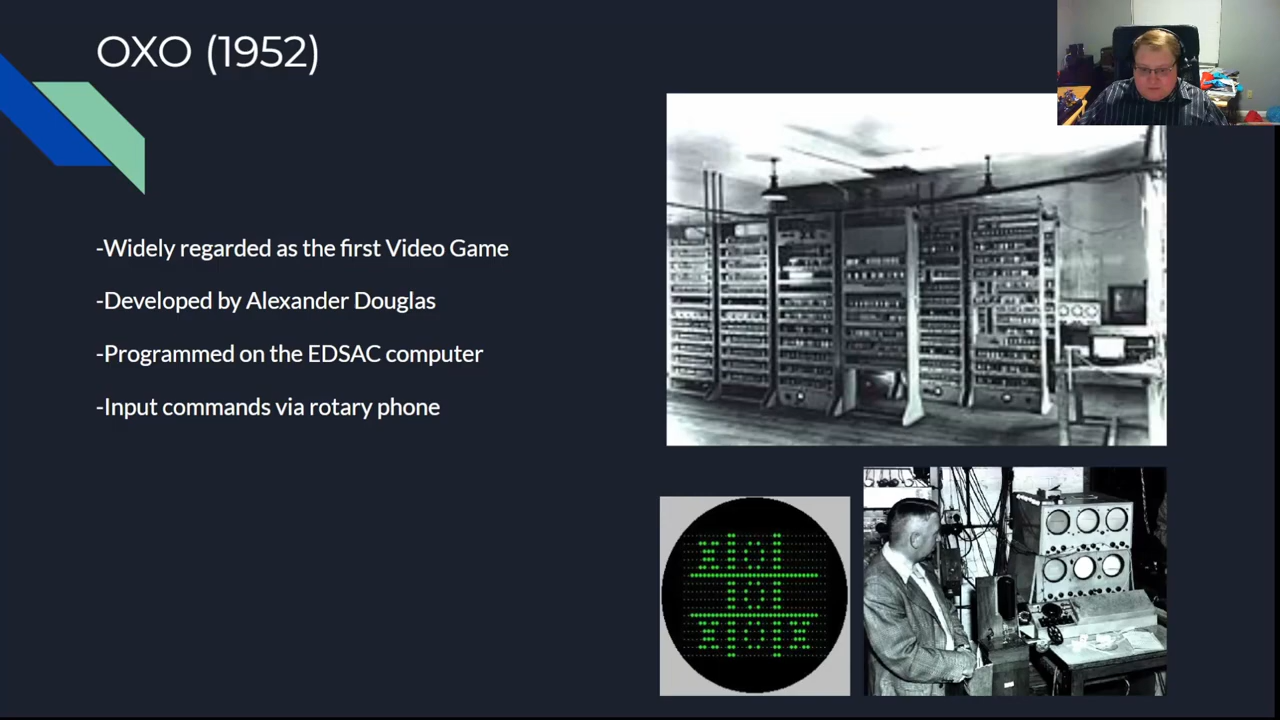 OXO (1952)
-Widely regarded as the first Video Game
-Developed by Alexander Douglas
-Programmed on the EDSAC computer
-Input commands via rotary phone